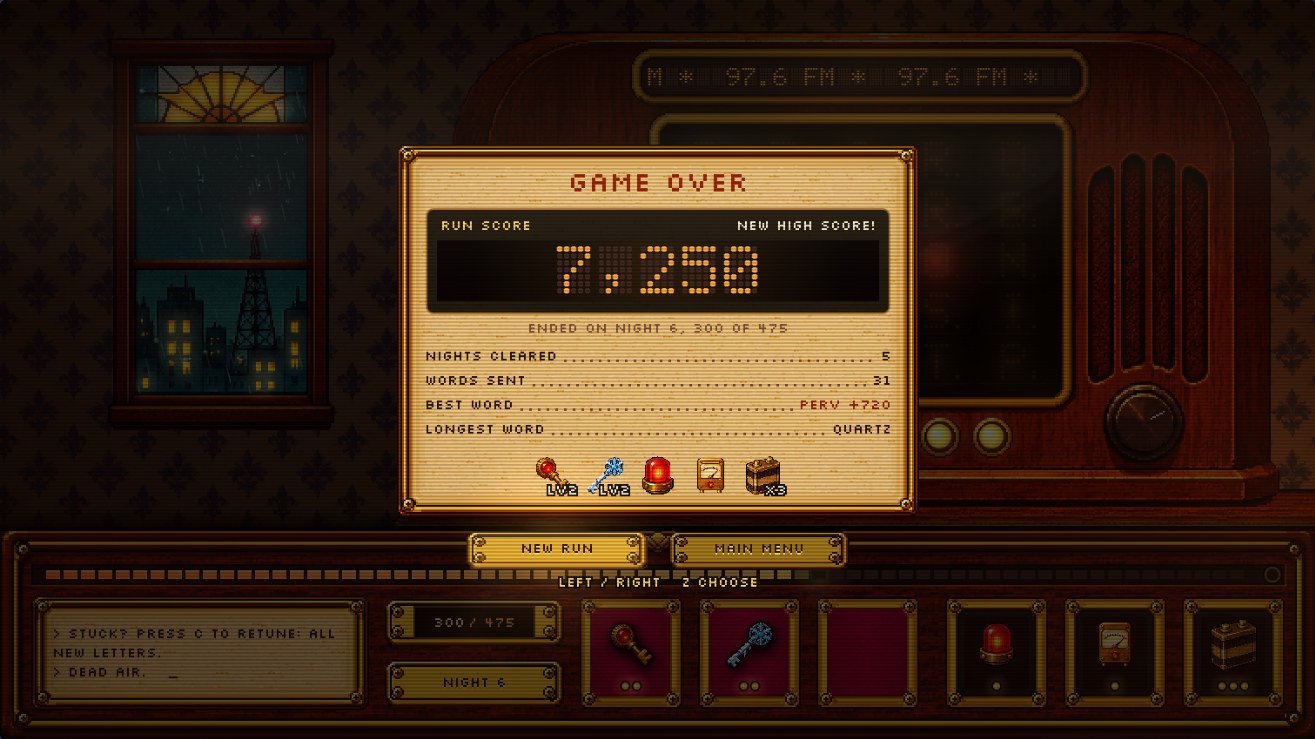 M * 97.6 FM * 97.6 FM *
GAME OVER
RUN SCORE NEW HIGH SCORE!
7,250
ENDED ON NIGHT 6, 300 OF 475
NIGHTS CLEARED 5
WORDS SENT 31
BEST WORD PERV +720
LONGEST WORD QUARTZ
LV2 LV2 X3
NEW RUN MAIN MENU
LEFT / RIGHT Z CHOOSE
> STUCK? PRESS C TO RETUNE: ALL
NEW LETTERS.
> DEAD AIR. _
300 / 475
NIGHT 6